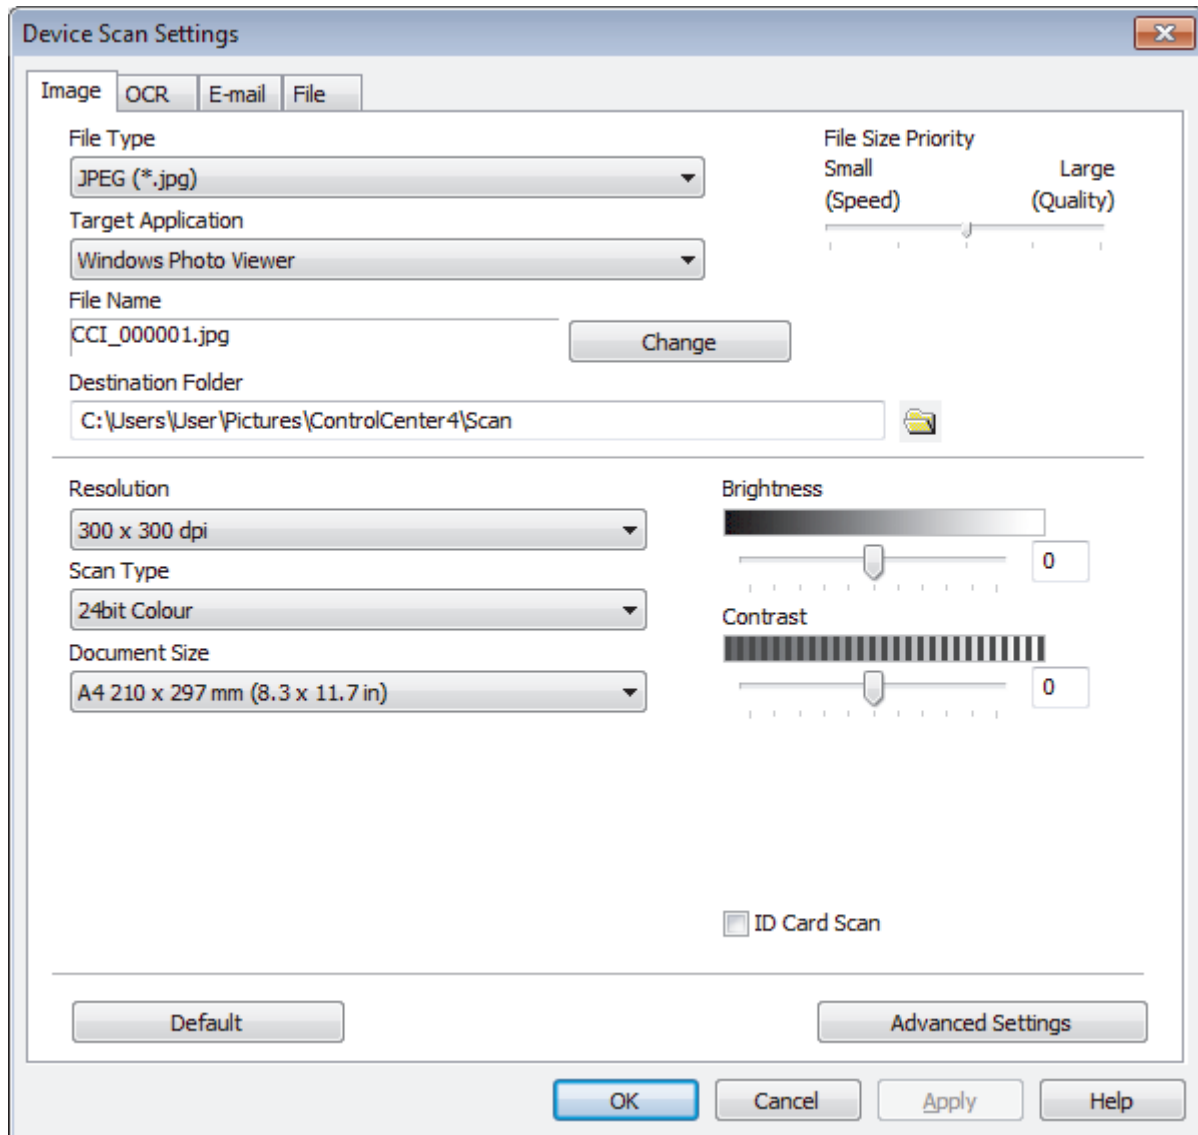 Device Scan Settings
Image OCR E-mail File
File Type
JPEG (*.jpg)
Target Application
Windows Photo Viewer
File Name
CCI_000001.jpg
Change
Destination Folder
C:\Users\User\Pictures\ControlCenter4\Scan
File Size Priority
Small Large
(Speed) (Quality)
Resolution
300 x 300 dpi
Scan Type
24bit Colour
Document Size
A4 210 x 297 mm (8.3 x 11.7 in)
Brightness
0
Contrast
0
ID Card Scan
Default Advanced Settings
OK Cancel Apply Help